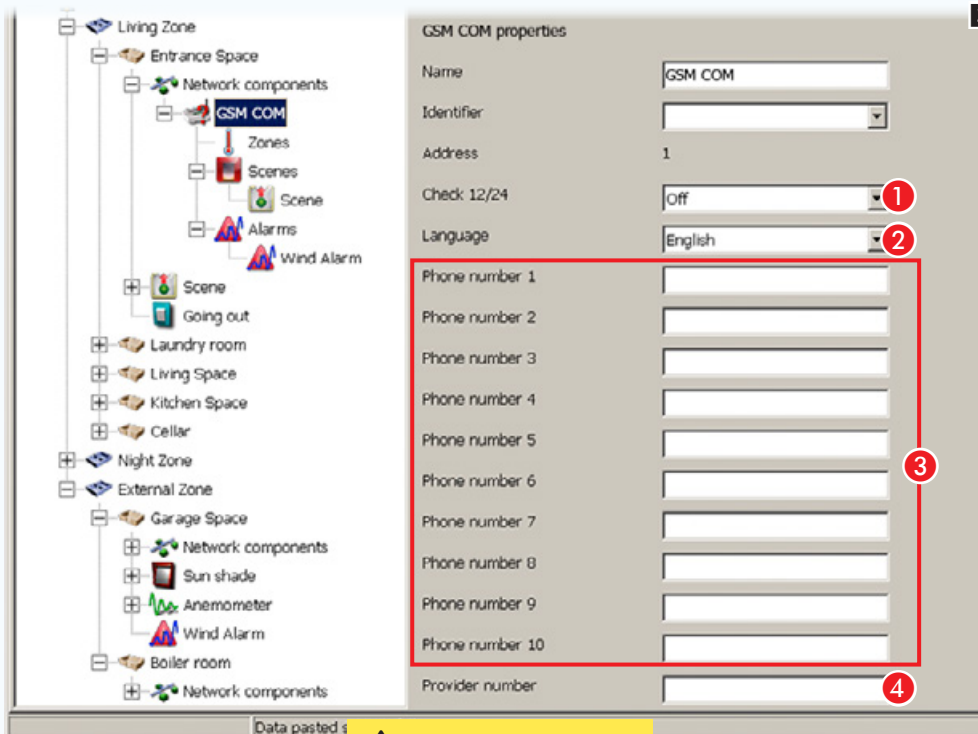 Living Zone
Entrance Space
Network components
GSM COM
Zones
Scenes
Scene
Alarms
Wind Alarm
Scene
Going out
Laundry room
Living Space
Kitchen Space
Cellar
Night Zone
External Zone
Garage Space
Network components
Sun shade
Anemometer
Wind Alarm
Boiler room
Network components
GSM COM properties
Name GSM COM
Identifier
Address 1
Check 12/24 Off 1
Language English 2
Phone number 1
Phone number 2
Phone number 3
Phone number 4
Phone number 5
Phone number 6
3
Phone number 7
Phone number 8
Phone number 9
Phone number 10
Provider number 4
Data pasted s